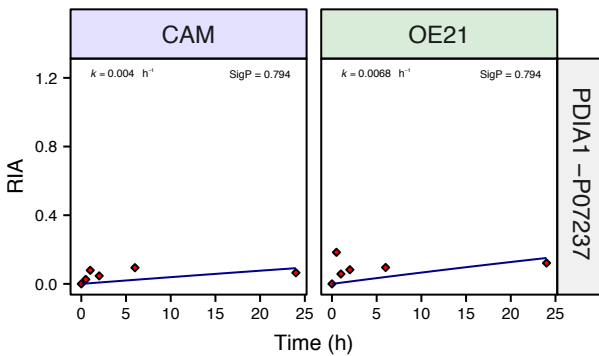 CAM
OE21
k = 0.004 h⁻¹
SigP = 0.794
k = 0.0068 h⁻¹
SigP = 0.794
PDIA1 −P07237
RIA
1.2
0.8
0.4
0.0
0 5 10 15 20 25
0 5 10 15 20 25
Time (h)